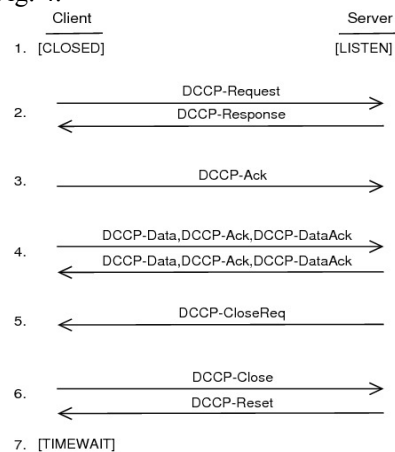 Client Server
1. [CLOSED] [LISTEN]
DCCP-Request
2. DCCP-Response
DCCP-Ack
3.
DCCP-Data,DCCP-Ack,DCCP-DataAck
4.
DCCP-Data,DCCP-Ack,DCCP-DataAck
DCCP-CloseReq
5.
DCCP-Close
6.
DCCP-Reset
7. [TIMEWAIT]